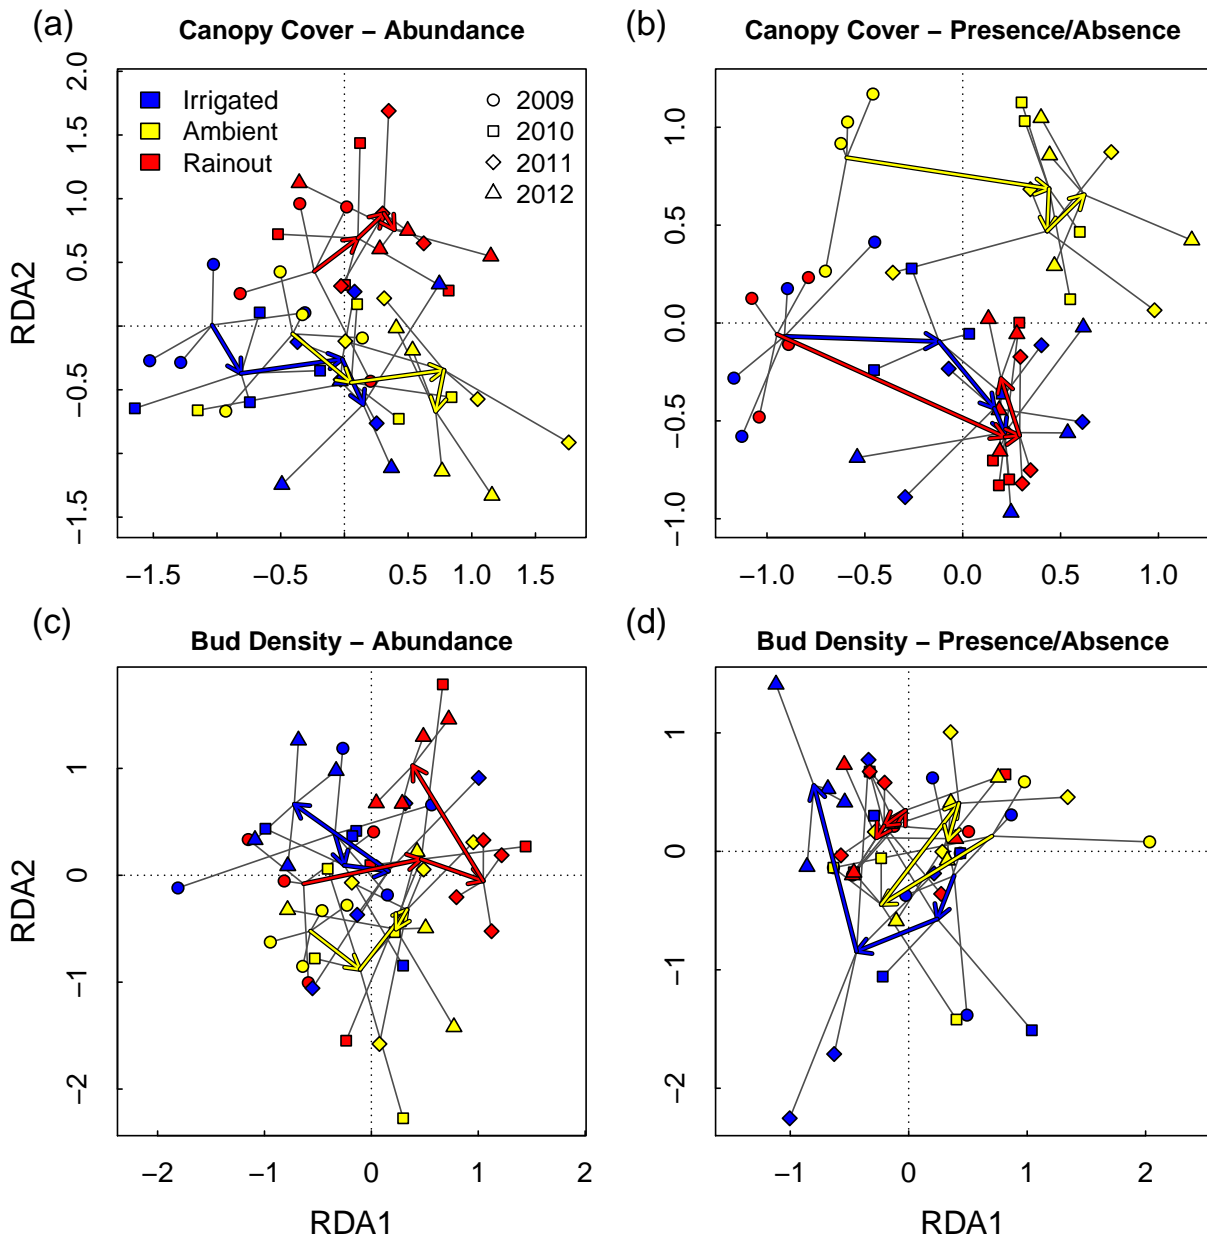 (a)
Canopy Cover – Abundance
Irrigated
Ambient
Rainout
2009
2010
2011
2012
RDA2
2.0
1.5
1.0
0.5
−0.5
−1.5
−1.5
−0.5
0.5
1.0
1.5
(b)
Canopy Cover – Presence/Absence
1.0
0.5
0.0
−0.5
−1.0
−1.0
−0.5
0.0
0.5
1.0
(c)
Bud Density – Abundance
RDA2
1
0
−1
−2
−2
−1
0
1
2
RDA1
(d)
Bud Density – Presence/Absence
1
0
−1
−2
−1
0
1
2
RDA1